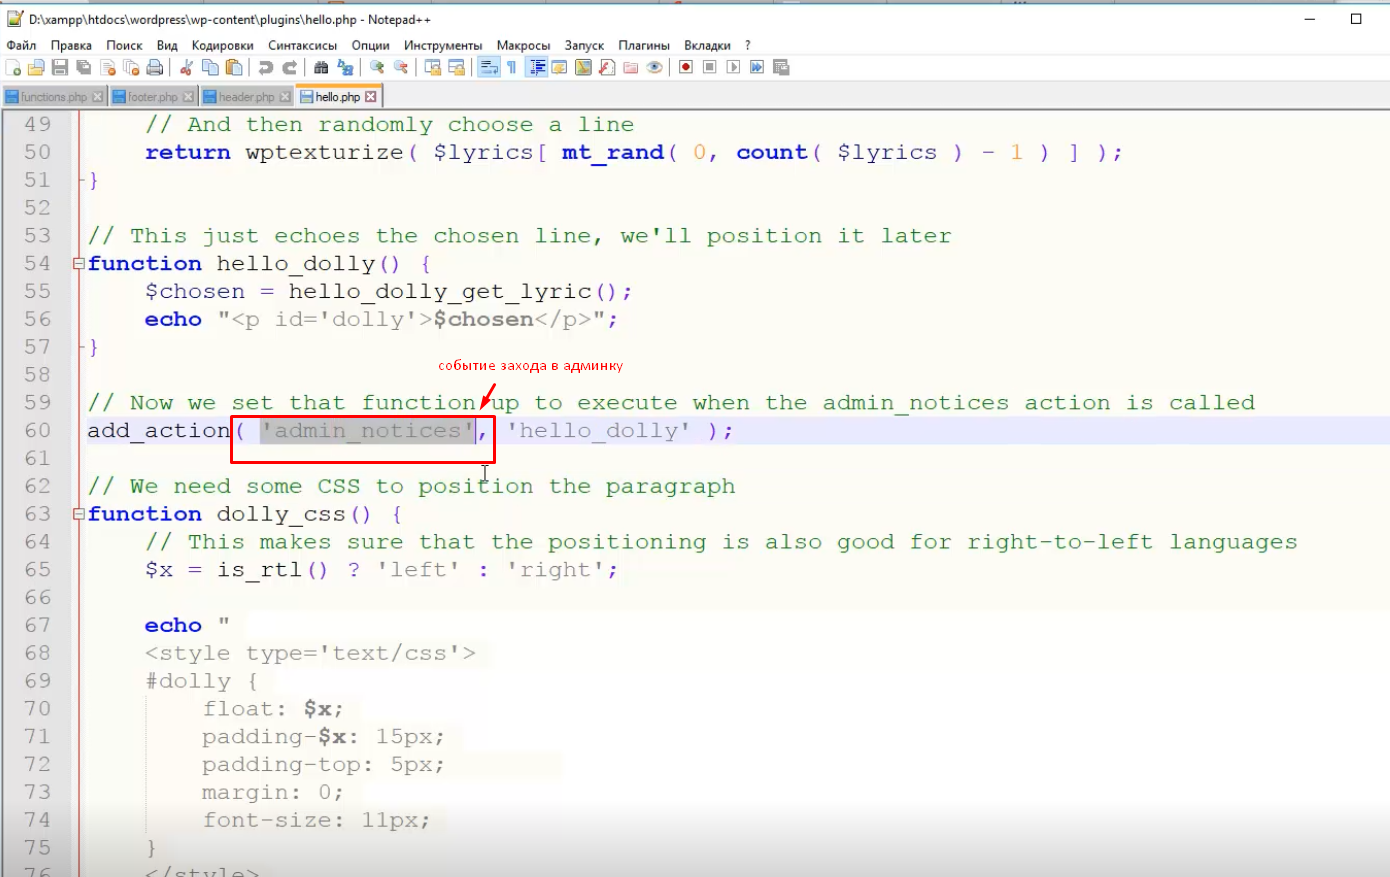 D:\xampp\htdocs\wordpress\wp-content\plugins\hello.php - Notepad++
Файл Правка Поиск Вид Кодировки Синтаксисы Опции Инструменты Макросы Запуск Плагины Вкладки ?
functions.php footer.php header.php hello.php
49 // And then randomly choose a line
50 return wptexturize( $lyrics[ mt_rand( 0, count( $lyrics ) - 1 ) ] );
51 }
52
53 // This just echoes the chosen line, we'll position it later
54 function hello_dolly() {
55 $chosen = hello_dolly_get_lyric();
56 echo "<p id='dolly'>$chosen</p>";
57 }
событие захода в админку
58
59 // Now we set that function up to execute when the admin_notices action is called
60 add_action( 'admin_notices', 'hello_dolly' );
61
62 // We need some CSS to position the paragraph
63 function dolly_css() {
64 // This makes sure that the positioning is also good for right-to-left languages
65 $x = is_rtl() ? 'left' : 'right';
66
67 echo "
68 <style type='text/css'>
69 #dolly {
70 float: $x;
71 padding-$x: 15px;
72 padding-top: 5px;
73 margin: 0;
74 font-size: 11px;
75 }
76 </style>